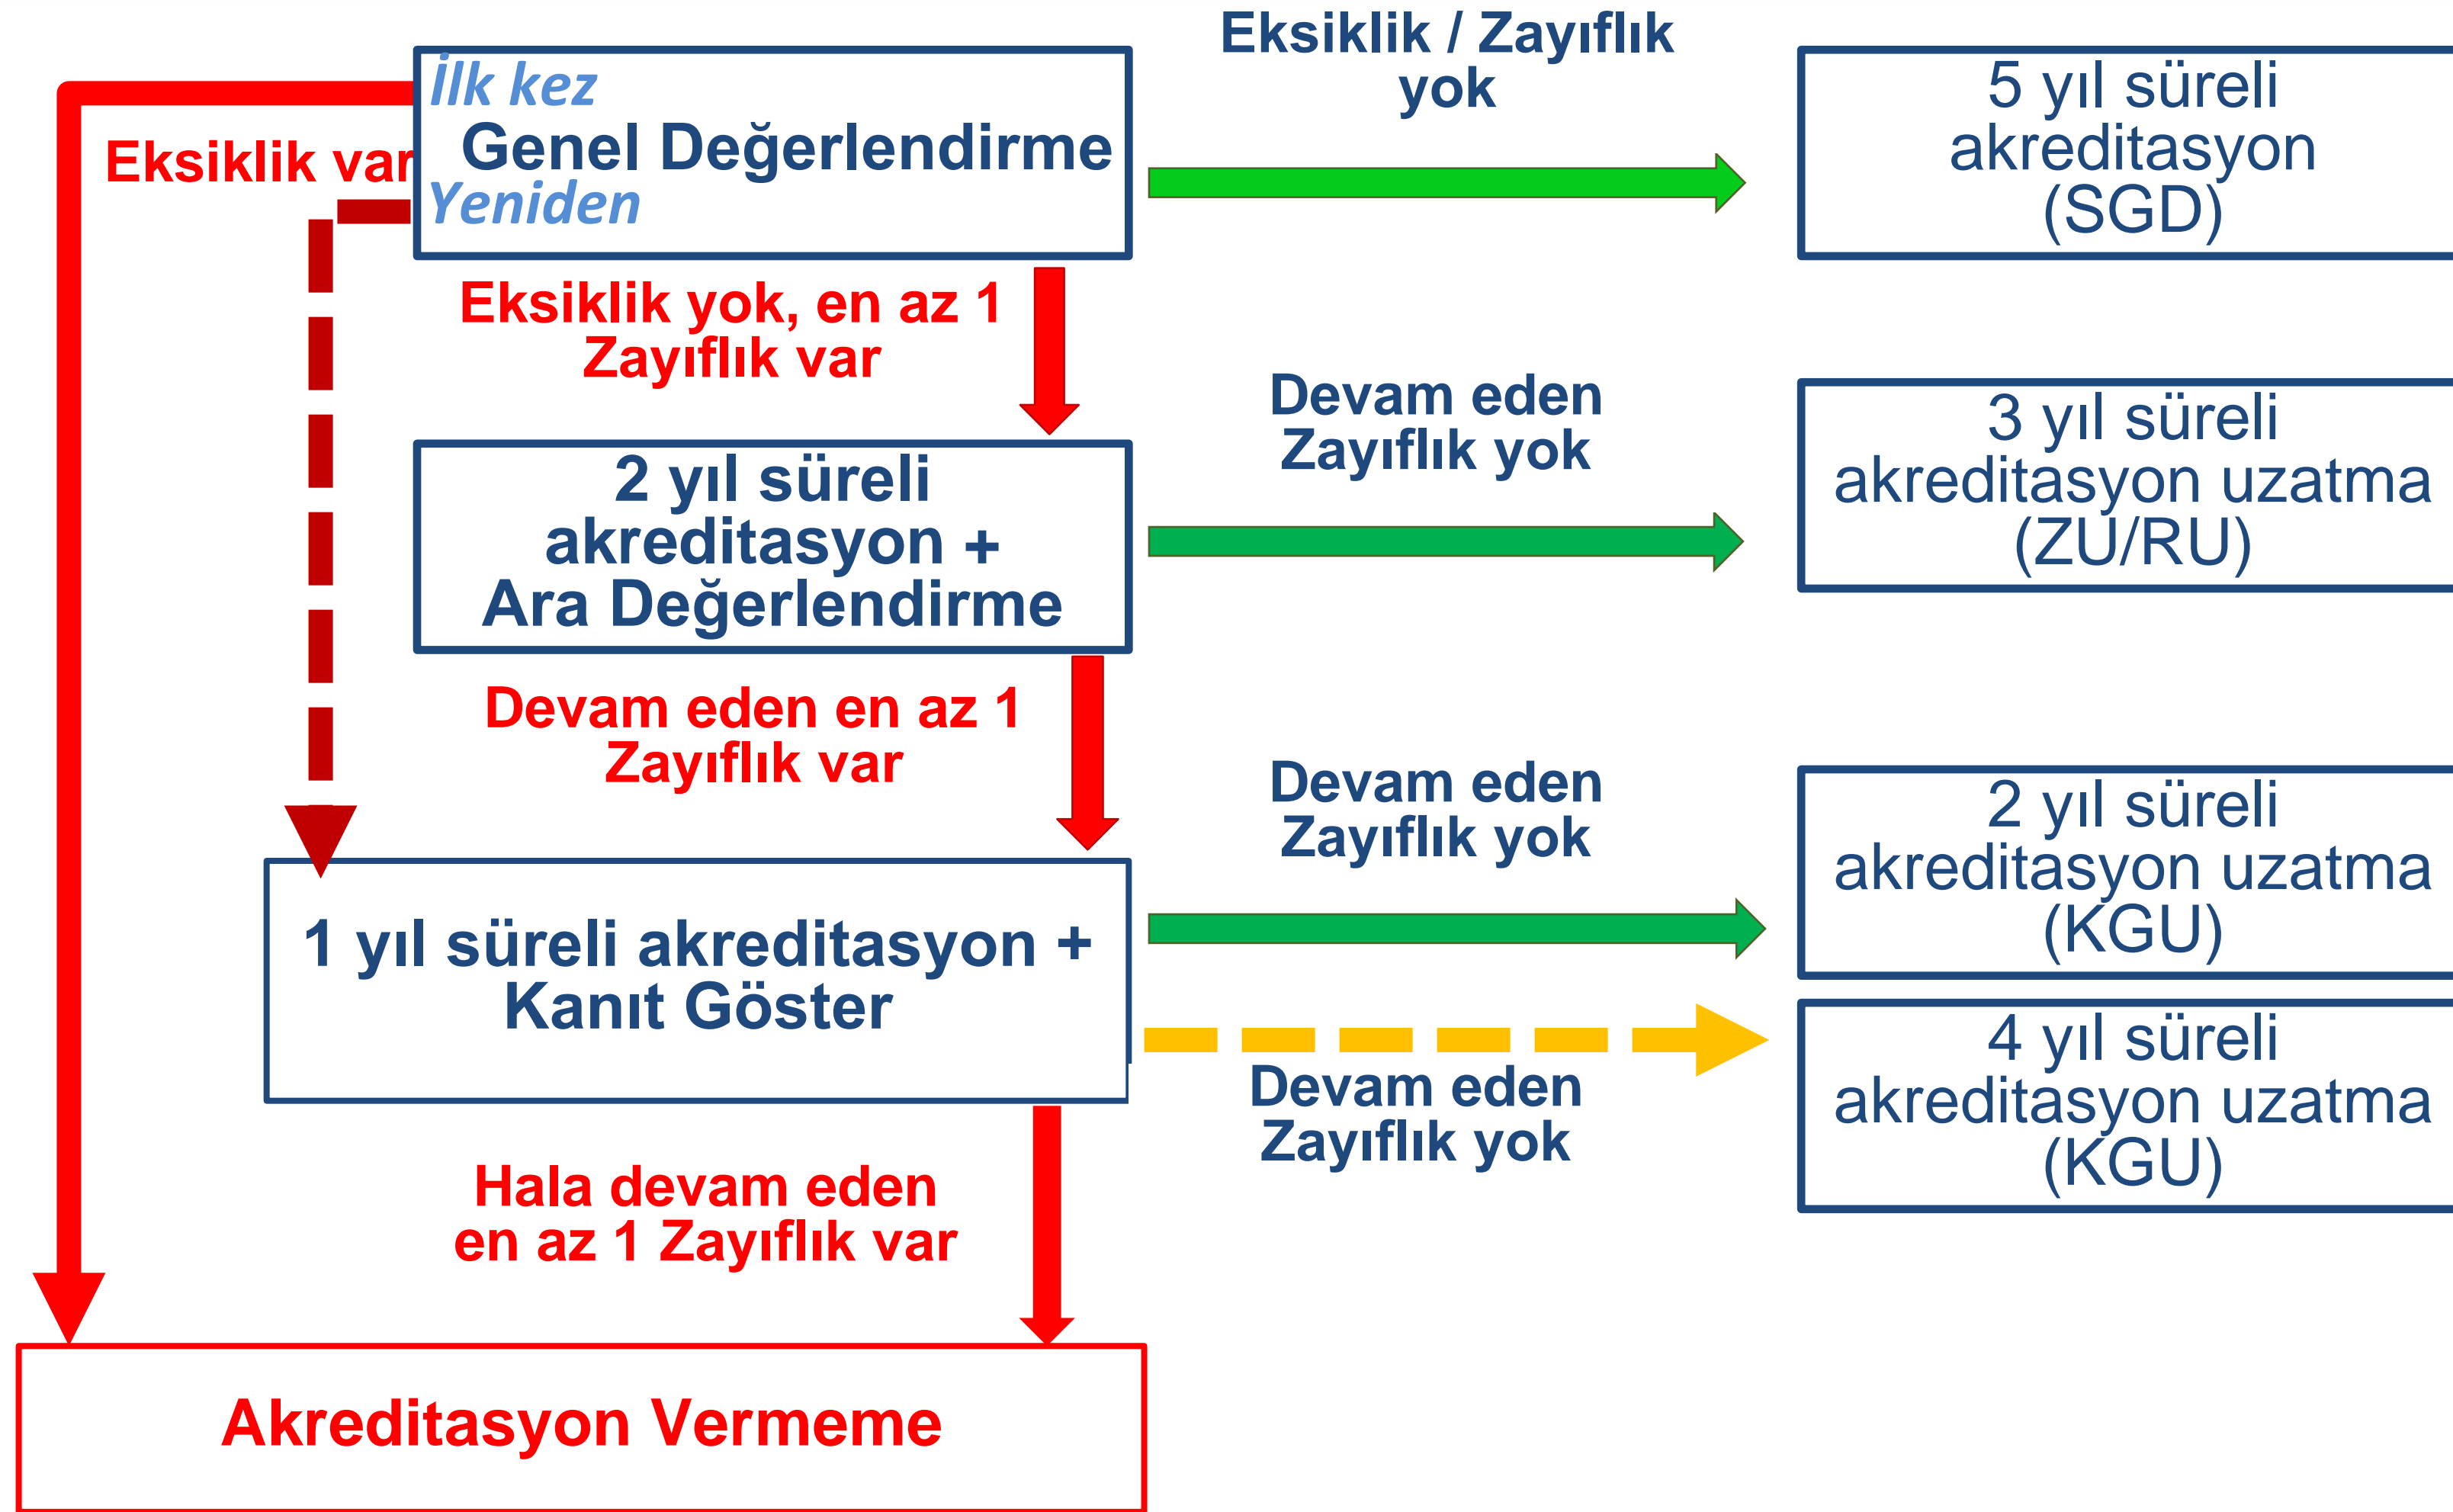 Eksiklik / Zayıflık
yok
İlk kez
Genel Değerlendirme
Yeniden
Eksiklik var
5 yıl süreli
akreditasyon
(SGD)
Eksiklik yok, en az 1
Zayıflık var
Devam eden
Zayıflık yok
2 yıl süreli
akreditasyon +
Ara Değerlendirme
3 yıl süreli
akreditasyon uzatma
(ZU/RU)
Devam eden en az 1
Zayıflık var
Devam eden
Zayıflık yok
2 yıl süreli
akreditasyon uzatma
(KGU)
1 yıl süreli akreditasyon +
Kanıt Göster
Devam eden
Zayıflık yok
4 yıl süreli
akreditasyon uzatma
(KGU)
Hala devam eden
en az 1 Zayıflık var
Akreditasyon Vermeme